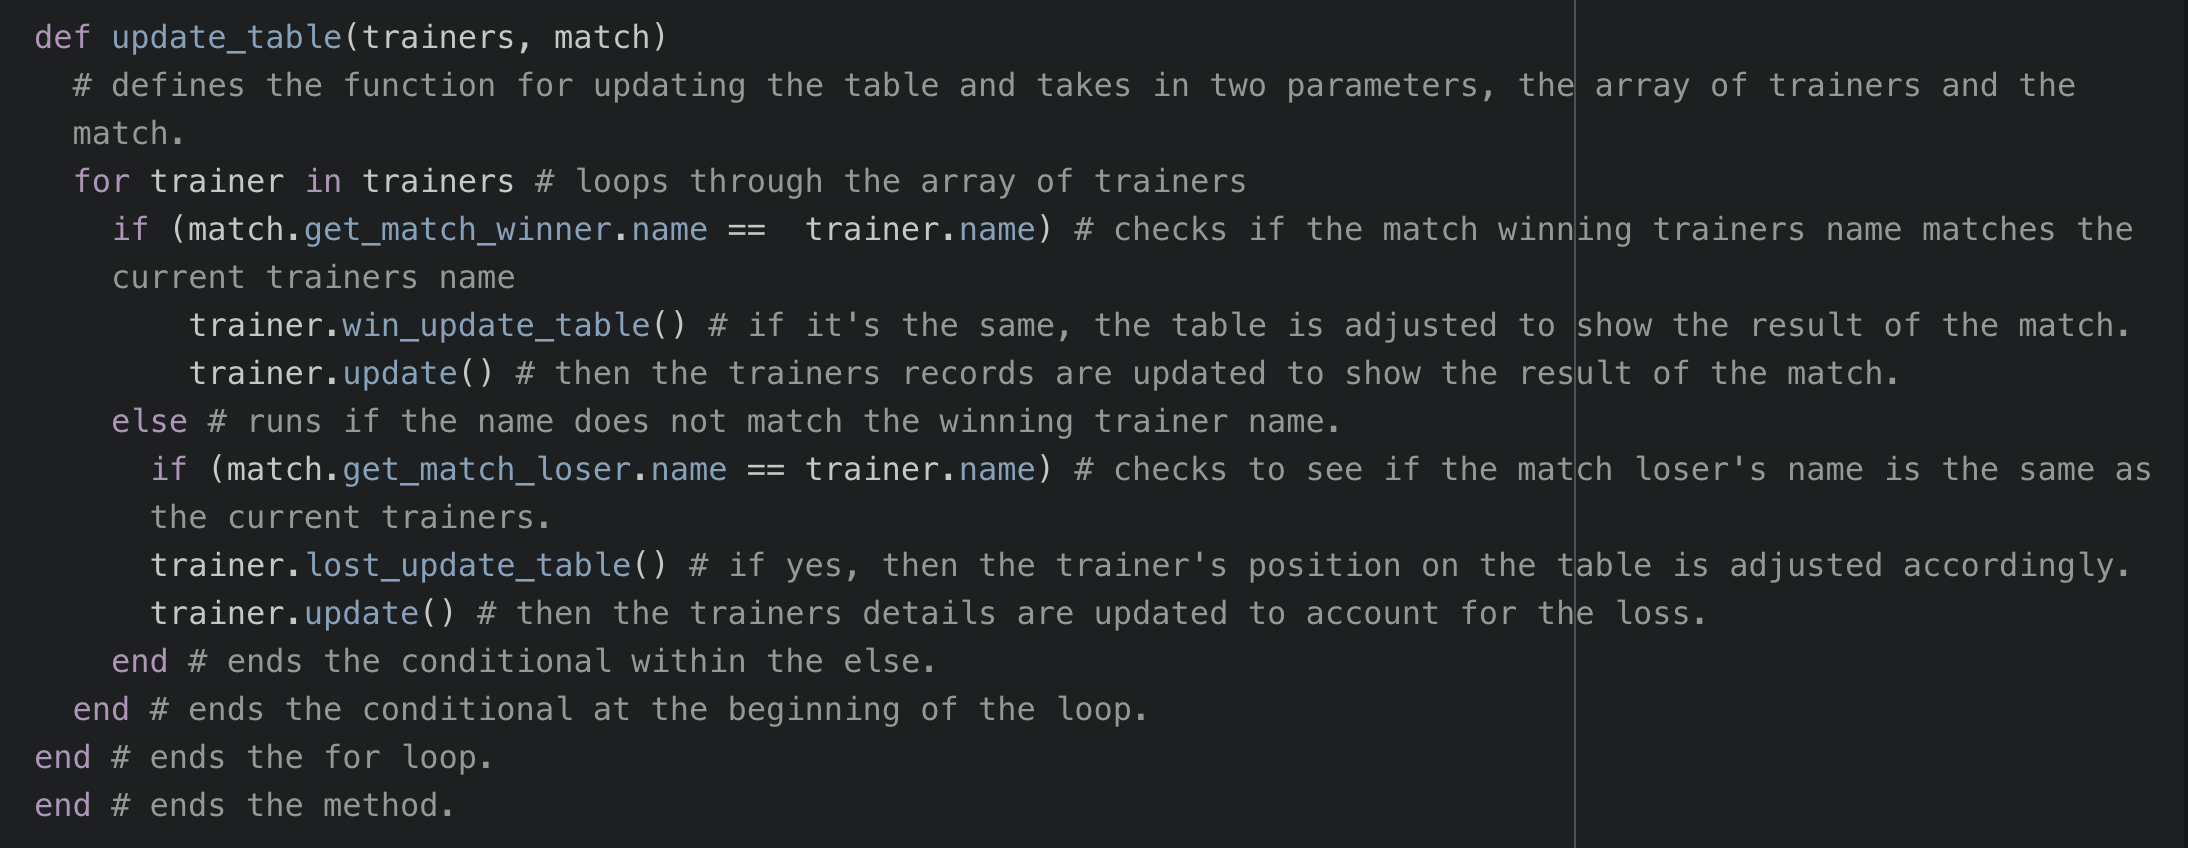 def update_table(trainers, match)
  # defines the function for updating the table and takes in two parameters, the array of trainers and the
  match.
  for trainer in trainers # loops through the array of trainers
    if (match.get_match_winner.name ==  trainer.name) # checks if the match winning trainers name matches the
    current trainers name
        trainer.win_update_table() # if it's the same, the table is adjusted to show the result of the match.
        trainer.update() # then the trainers records are updated to show the result of the match.
    else # runs if the name does not match the winning trainer name.
      if (match.get_match_loser.name == trainer.name) # checks to see if the match loser's name is the same as
      the current trainers.
      trainer.lost_update_table() # if yes, then the trainer's position on the table is adjusted accordingly.
      trainer.update() # then the trainers details are updated to account for the loss.
    end # ends the conditional within the else.
  end # ends the conditional at the beginning of the loop.
end # ends the for loop.
end # ends the method.